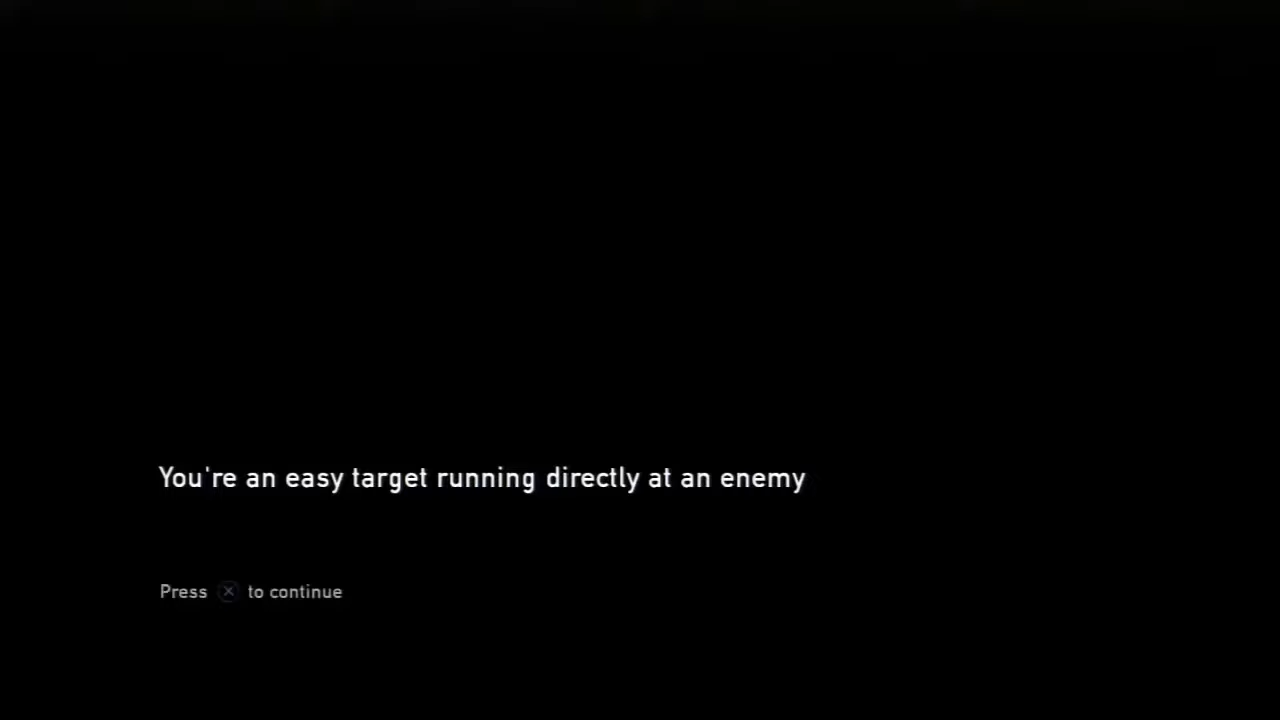 You're an easy target running directly at an enemy
Press ⓧ to continue